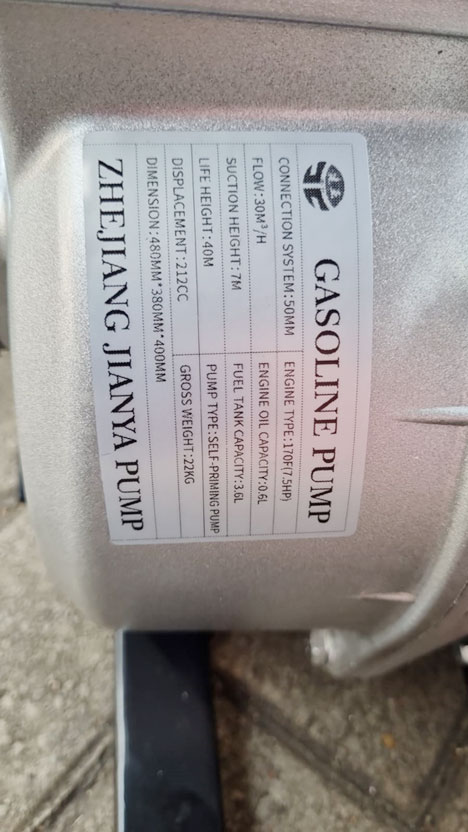 GASOLINE PUMP
CONNECTION SYSTEM:50MM ENGINE TYPE:170F(7.5HP)
FLOW:30M³/H ENGINE OIL CAPACITY:0.6L
SUCTION HEIGHT:7M FUEL TANK CAPACITY:3.6L
LIFE HEIGHT:40M PUMP TYPE:SELF-PRIMING PUMP
DISPLACEMENT:212CC GROSS WEIGHT:22KG
DIMENSION:480MM*380MM*400MM
ZHEJIANG JIANYA PUMP